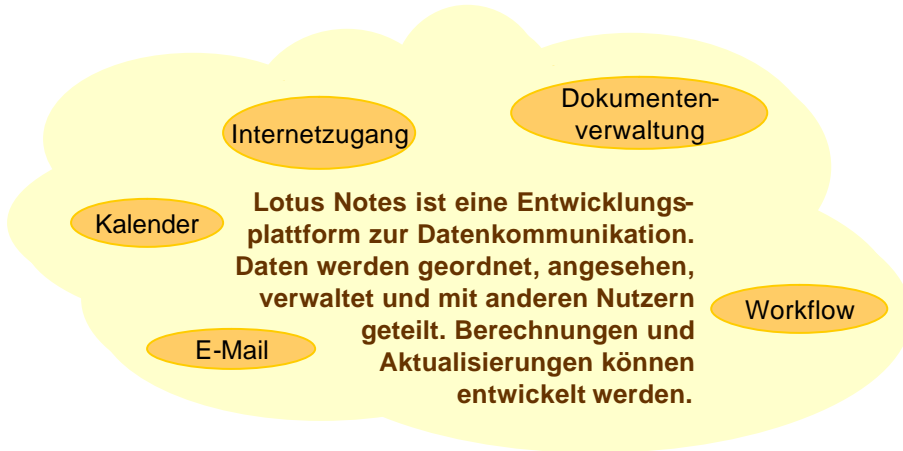 Dokumenten-
verwaltung
Internetzugang
Kalender
Lotus Notes ist eine Entwicklungs-
plattform zur Datenkommunikation.
Daten werden geordnet, angesehen,
verwaltet und mit anderen Nutzern
geteilt. Berechnungen und
Aktualisierungen können
entwickelt werden.
Workflow
E-Mail